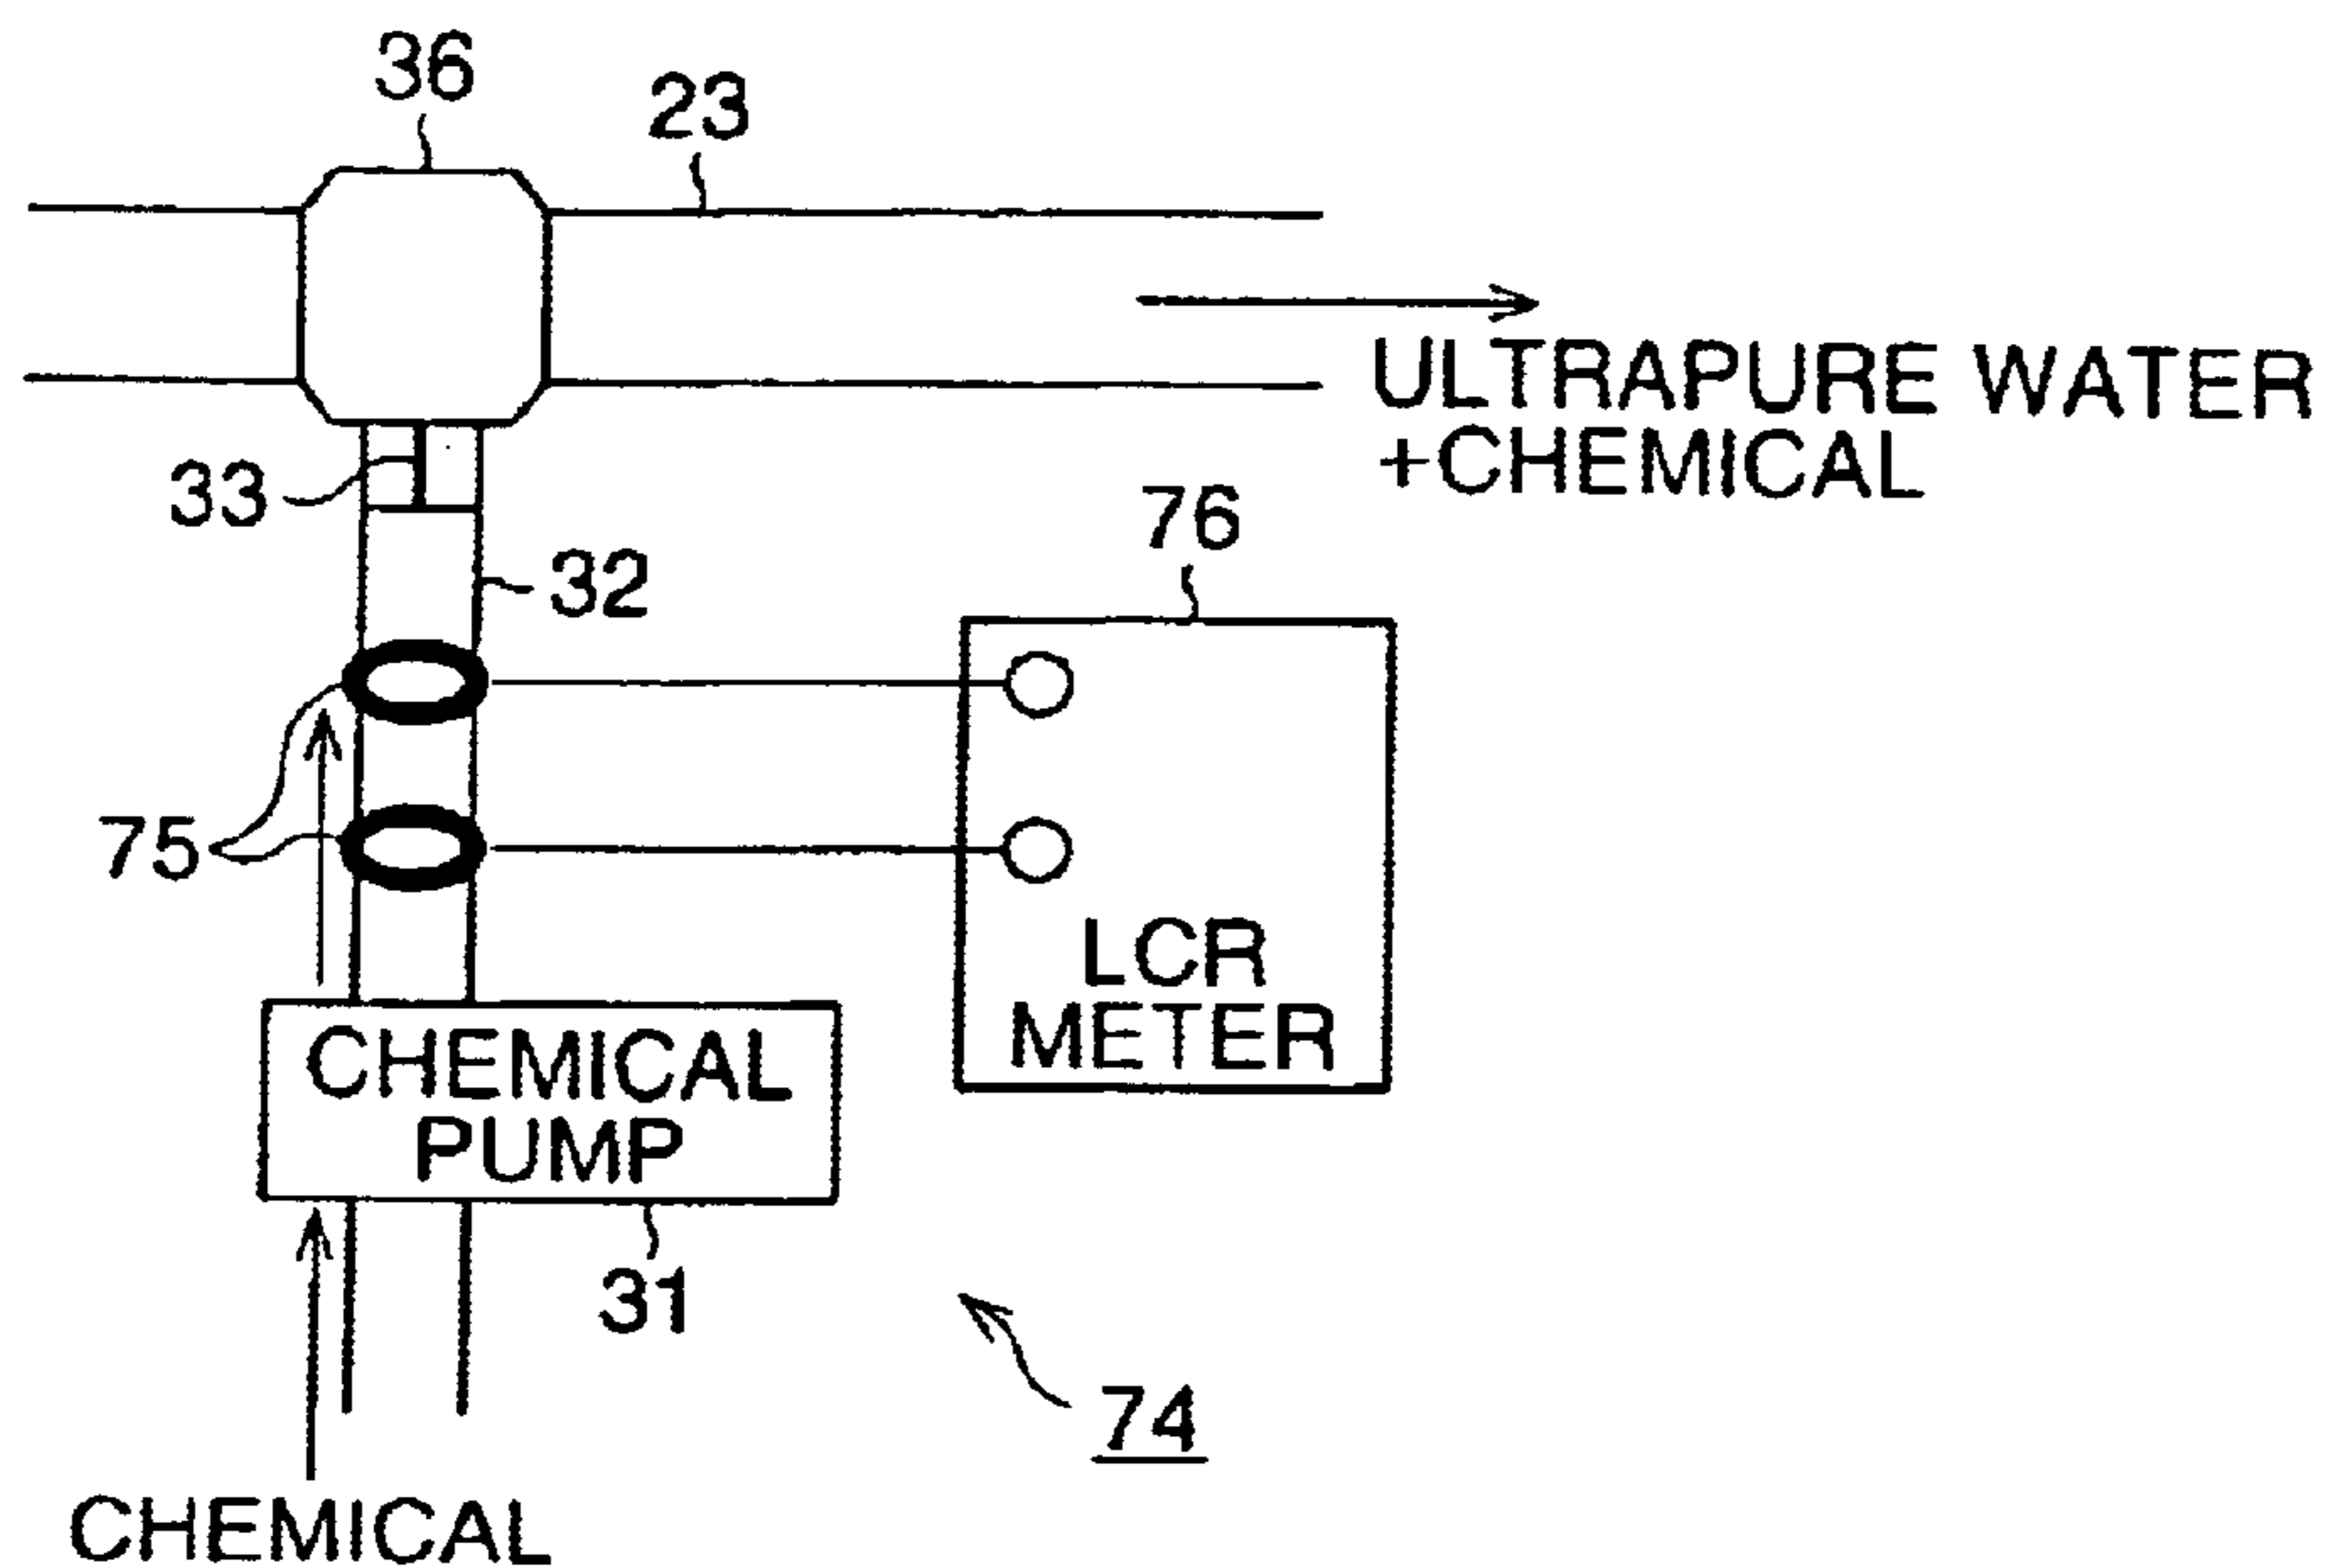 36
23
ULTRAPURE WATER
+CHEMICAL
33
76
32
75
LCR
METER
CHEMICAL
PUMP
31
74
CHEMICAL